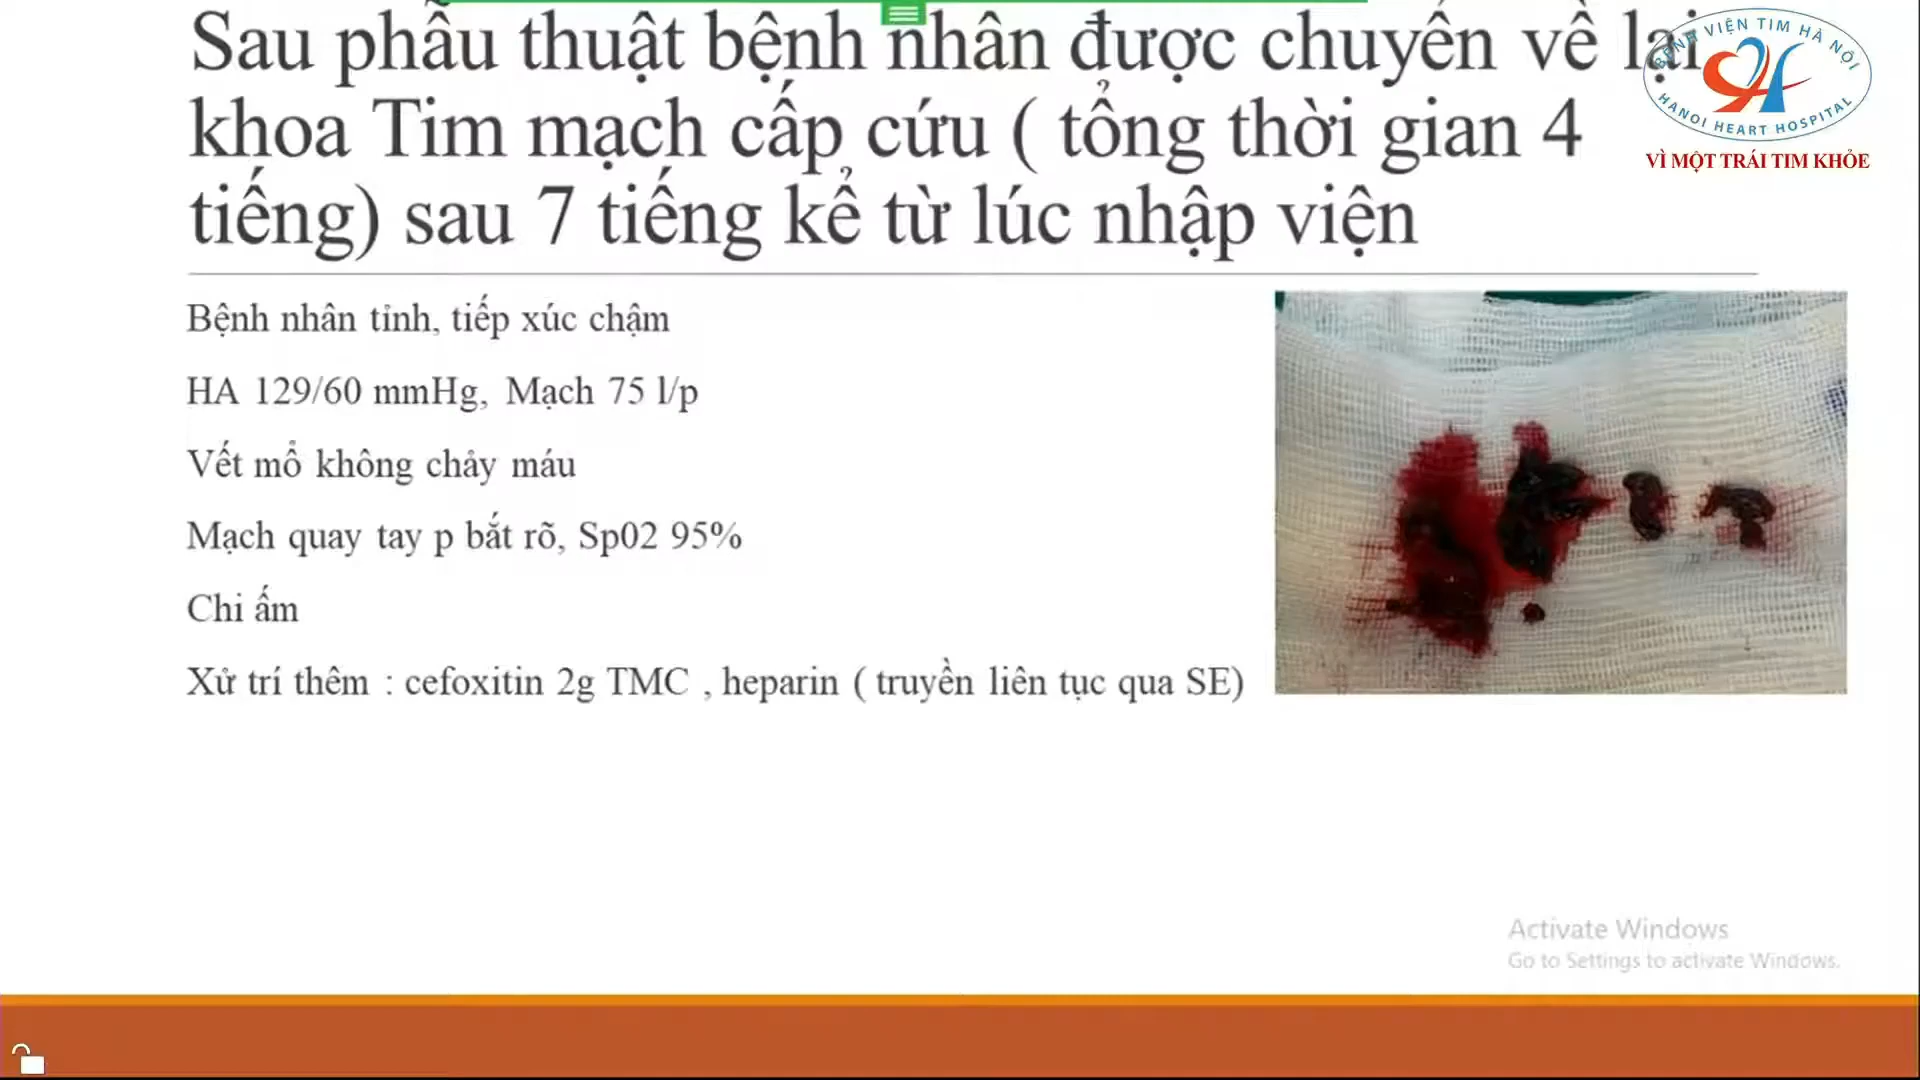 Sau phẫu thuật bệnh nhân được chuyển về lại
khoa Tim mạch cấp cứu ( tổng thời gian 4
tiếng) sau 7 tiếng kể từ lúc nhập viện
BỆNH VIỆN TIM HÀ NỘI
HANOI HEART HOSPITAL
VÌ MỘT TRÁI TIM KHỎE
Bệnh nhân tỉnh, tiếp xúc chậm
HA 129/60 mmHg, Mạch 75 l/p
Vết mổ không chảy máu
Mạch quay tay p bắt rõ, Sp02 95%
Chi ấm
Xử trí thêm : cefoxitin 2g TMC , heparin ( truyền liên tục qua SE)
Activate Windows
Go to Settings to activate Windows.